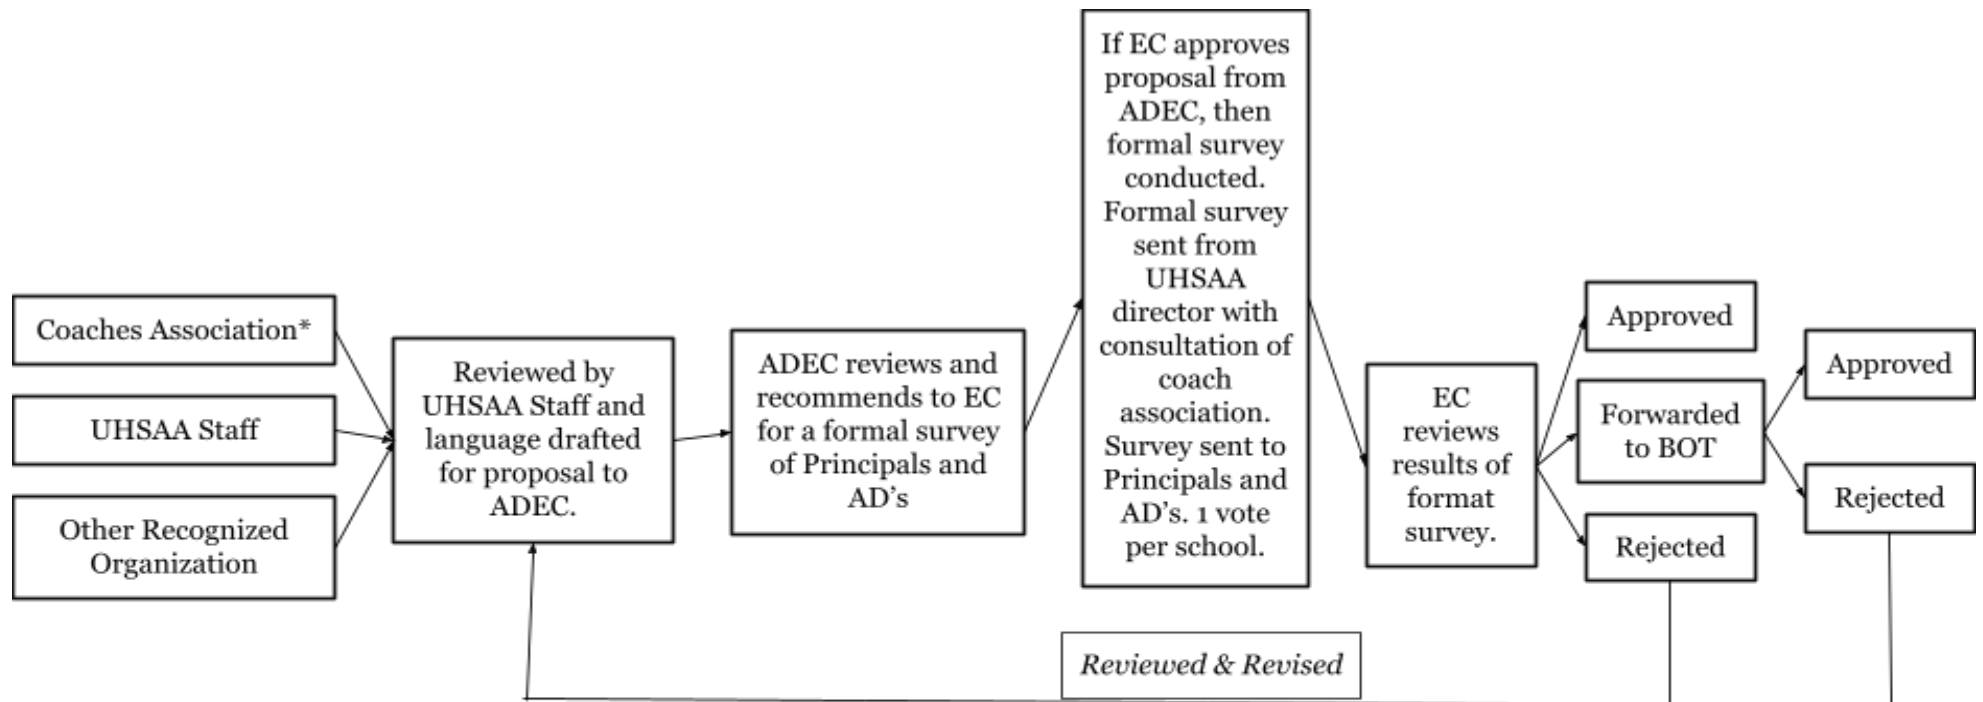 Coaches Association*
UHSAA Staff
Other Recognized
Organization
Reviewed by
UHSAA Staff and
language drafted
for proposal to
ADEC.
ADEC reviews and
recommends to EC
for a formal survey
of Principals and
AD's
If EC approves
proposal from
ADEC, then
formal survey
conducted.
Formal survey
sent from
UHSAA
director with
consultation of
coach
association.
Survey sent to
Principals and
AD's. 1 vote
per school.
EC
reviews
results of
format
survey.
Approved
Forwarded
to BOT
Rejected
Approved
Rejected
Reviewed & Revised